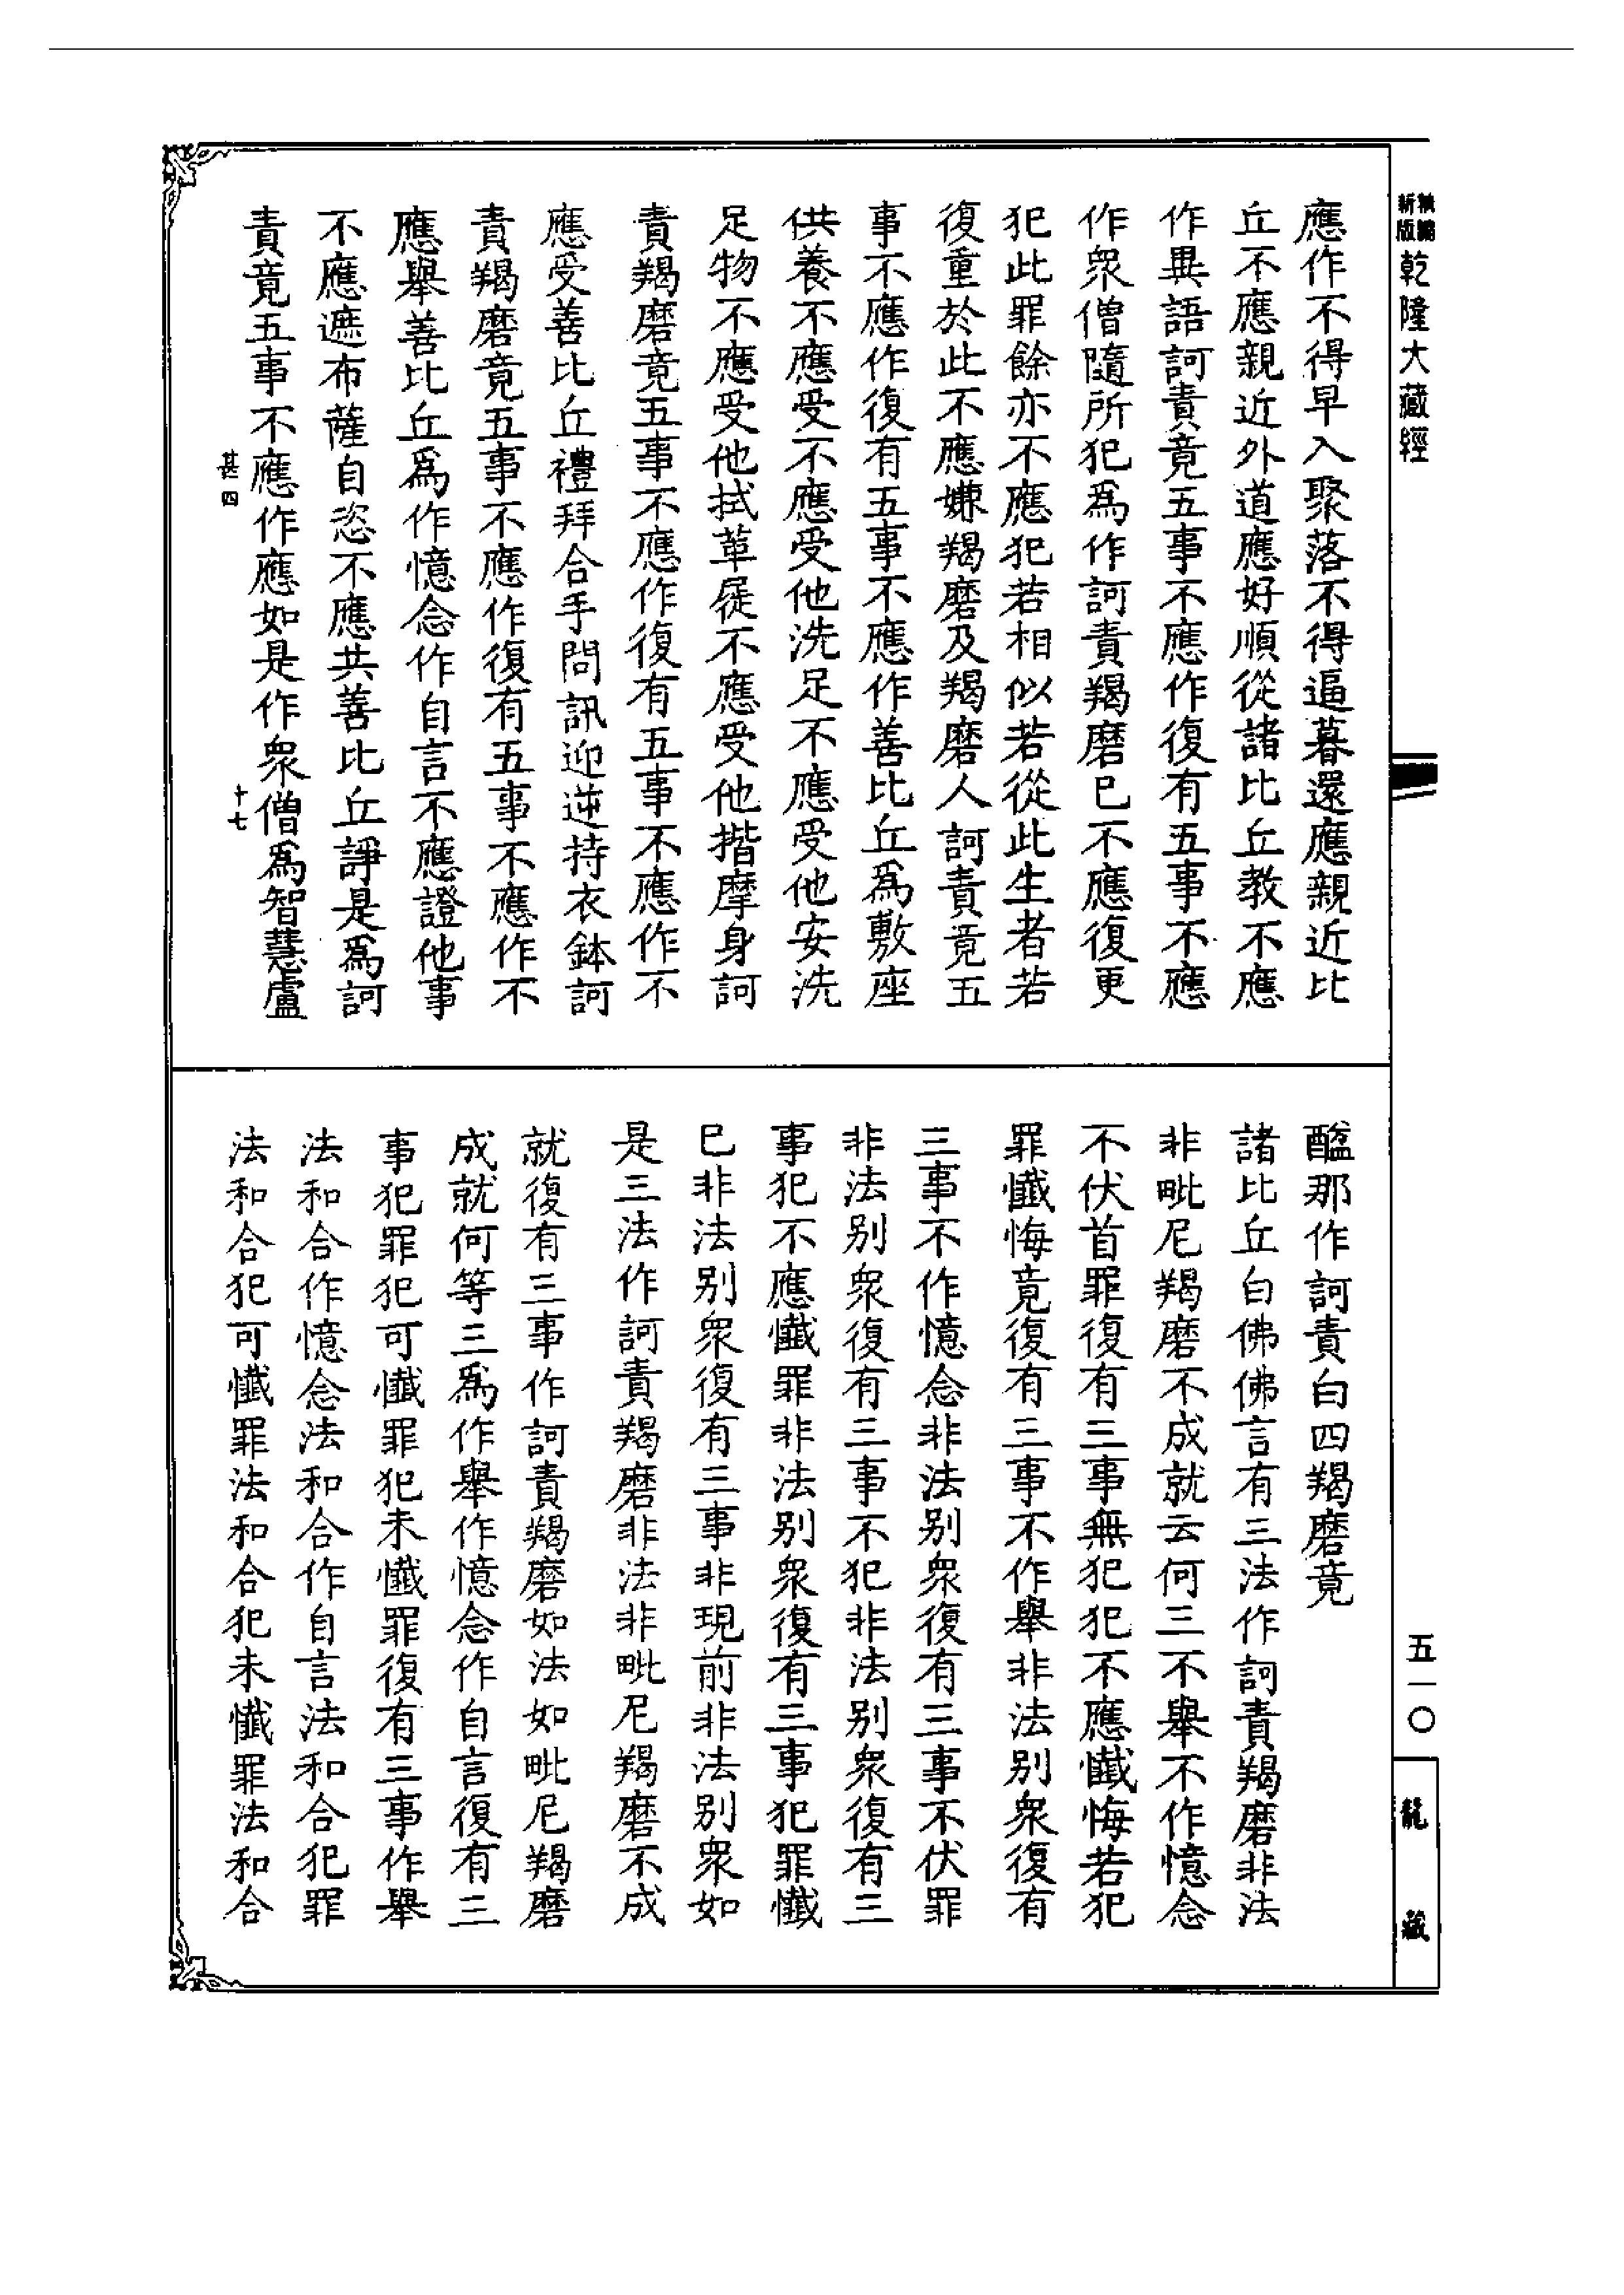 新版
乾隆大藏經
應作不得早入聚落不得逼暮還應親近比
丘不應親近外道應好順從諸比丘教不應
作異語訶責竟五事不應作復有五事不應
作眾僧隨所犯爲作訶責羯磨已不應復更
犯此罪餘亦不應犯若相似若從此生者若
復重於此不應嫌羯磨及羯磨人訶責竟五
事不應作復有五事不應作善比丘爲敷座
供養不應受不應受他洗足不應受他安洗
足物不應受他拭革屣不應受他揩摩身訶
責羯磨竟五事不應作復有五事不應作不
應受善比丘禮拜合手問訊迎逆持衣鉢訶
責羯磨竟五事不應作復有五事不應作不
應舉善比丘爲作憶念作自言不應證他事
不應遮布薩自恣不應共善比丘諍是爲訶
責竟五事不應作應如是作眾僧爲智慧盧
甚四
十七
醯那作訶責白四羯磨竟
諸比丘白佛佛言有三法作訶責羯磨非法
非毗尼羯磨不成就云何三不舉不作憶念
不伏首罪復有三事無犯犯不應懺悔若犯
罪懺悔竟復有三事不作舉非法别眾復有
三事不作憶念非法别眾復有三事不伏罪
非法别眾復有三事不犯非法别眾復有三
事犯不應懺罪非法别眾復有三事犯罪懺
已非法别眾復有三事非現前非法别眾如
是三法作訶責羯磨非法非毗尼羯磨不成
就復有三事作訶責羯磨如法如毗尼羯磨
成就何等三爲作舉作憶念作自言復有三
事犯罪犯可懺罪犯未懺罪復有三事作舉
法和合作憶念法和合作自言法和合犯罪
法和合犯可懺罪法和合犯未懺罪法和合
五一〇
龍藏